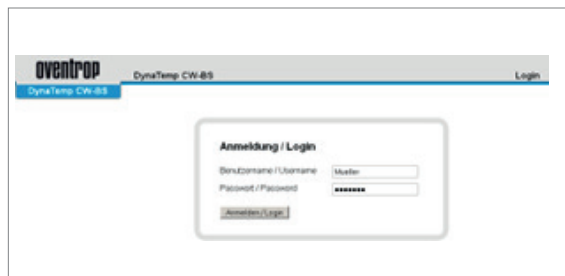 oventrop
DynaTemp CW-BS
Login
DynaTemp CW-BS
Anmeldung / Login
Benutzername / Username
Mueller
Passwort / Password
Anmelden / Login